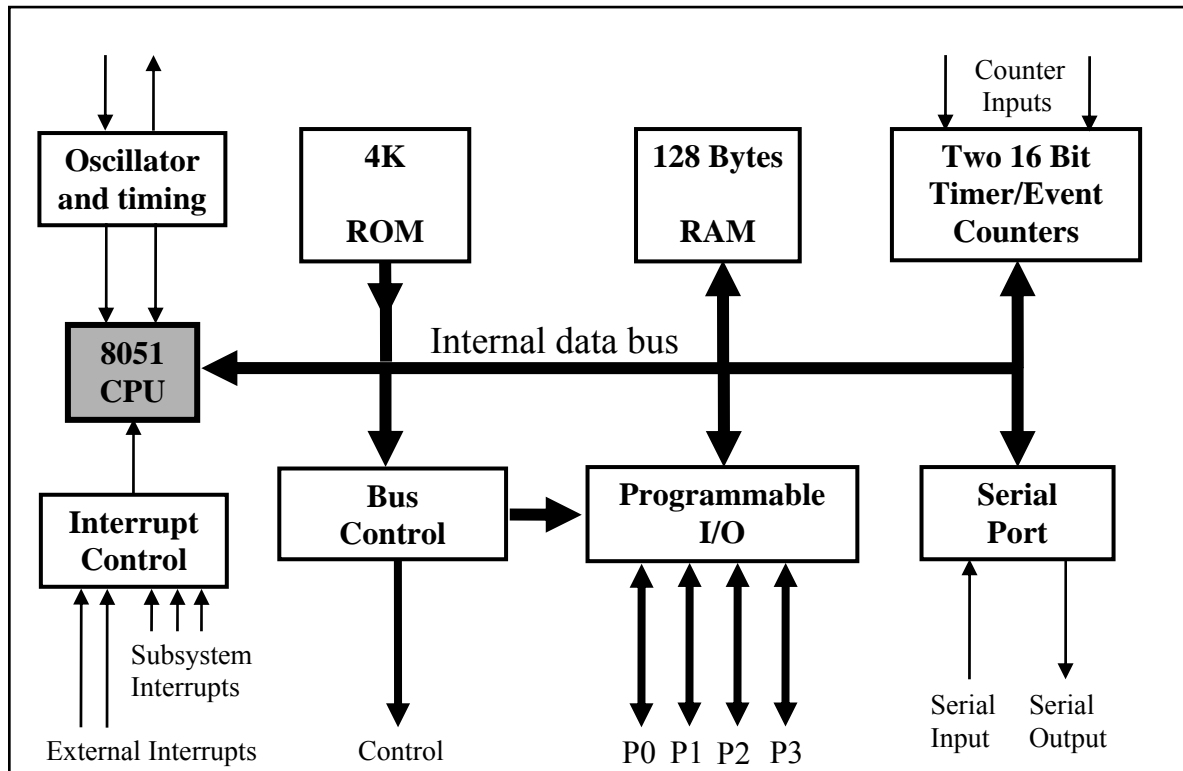 Counter
Inputs
Oscillator
and timing
4K
ROM
128 Bytes
RAM
Two 16 Bit
Timer/Event
Counters
8051
CPU
Internal data bus
Interrupt
Control
Bus
Control
Programmable
I/O
Serial
Port
Subsystem
Interrupts
External Interrupts
Control
P0 P1 P2 P3
Serial
Input
Serial
Output